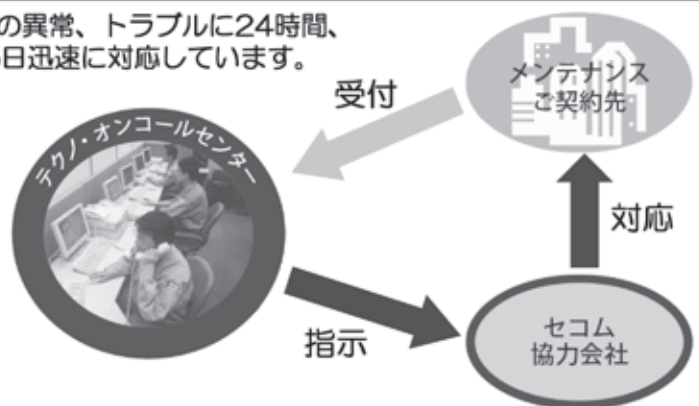 の異常、トラブルに24時間、
日迅速に対応しています。
受付
メンテナンス
ご契約先
テクノ・オンコールセンター
対応
指示
セコム
協力会社